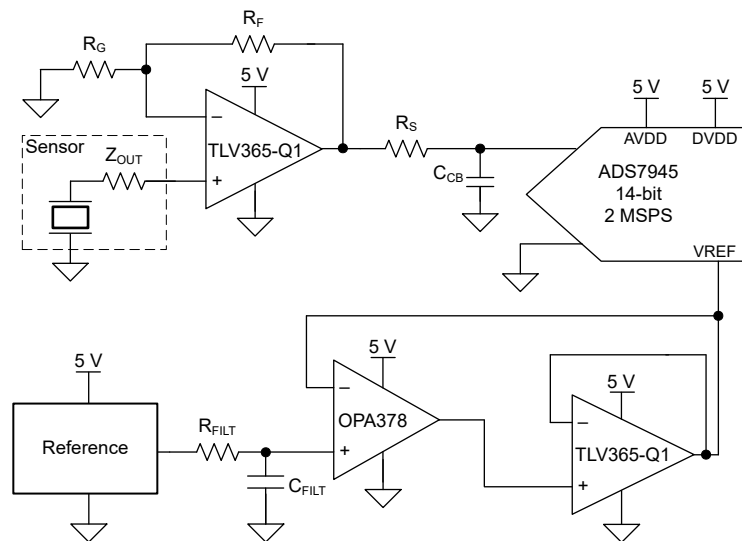 R_F
R_G
5 V
TLV365-Q1
R_S
C_CB
5 V
5 V
AVDD
DVDD
ADS7945
14-bit
2 MSPS
VREF
Sensor
Z_OUT
5 V
Reference
R_FILT
C_FILT
5 V
OPA378
5 V
TLV365-Q1